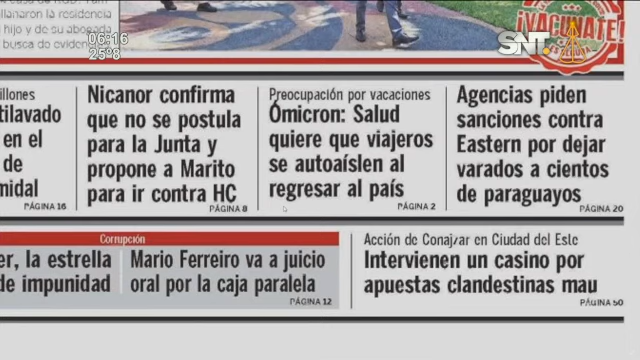 llanaron la residencia
hijo y de su abogada
busca de evidencias
06:16
25°8
¡VACUNATE!
SNT
illones
tilavado
en el
de
midal
PÁGINA 16
Nicanor confirma
que no se postula
para la Junta y
propone a Marito
para ir contra HC
PÁGINA 8
Preocupación por vacaciones
Ómicron: Salud
quiere que viajeros
se autoaíslen al
regresar al país
PÁGINA 2
Agencias piden
sanciones contra
Eastern por dejar
varados a cientos
de paraguayos
PÁGINA 20
Corrupción
er, la estrella
de impunidad
Mario Ferreiro va a juicio
oral por la caja paralela
PÁGINA 12
Acción de Conajzar en Ciudad del Este
Intervienen un casino por
apuestas clandestinas mau
PÁGINA 50